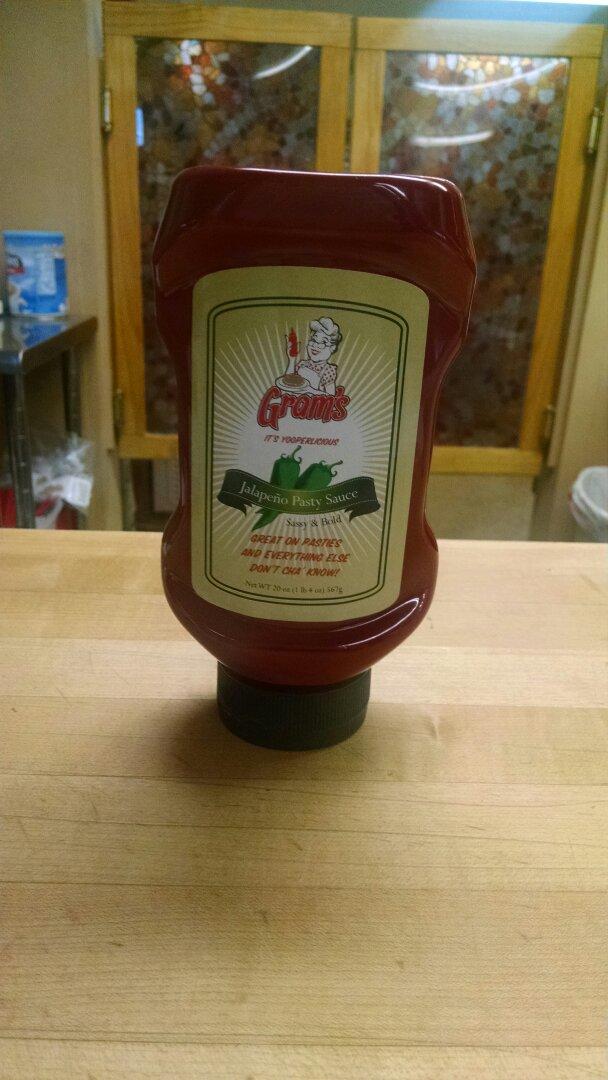 Gram's
IT'S YOOPERLICIOUS
Jalapeño Pasty Sauce
Sassy & Bold
GREAT ON PASTIES
AND EVERYTHING ELSE
DON'T CHA' KNOW!
Net WT 20 oz (1 lb 4 oz) 567g